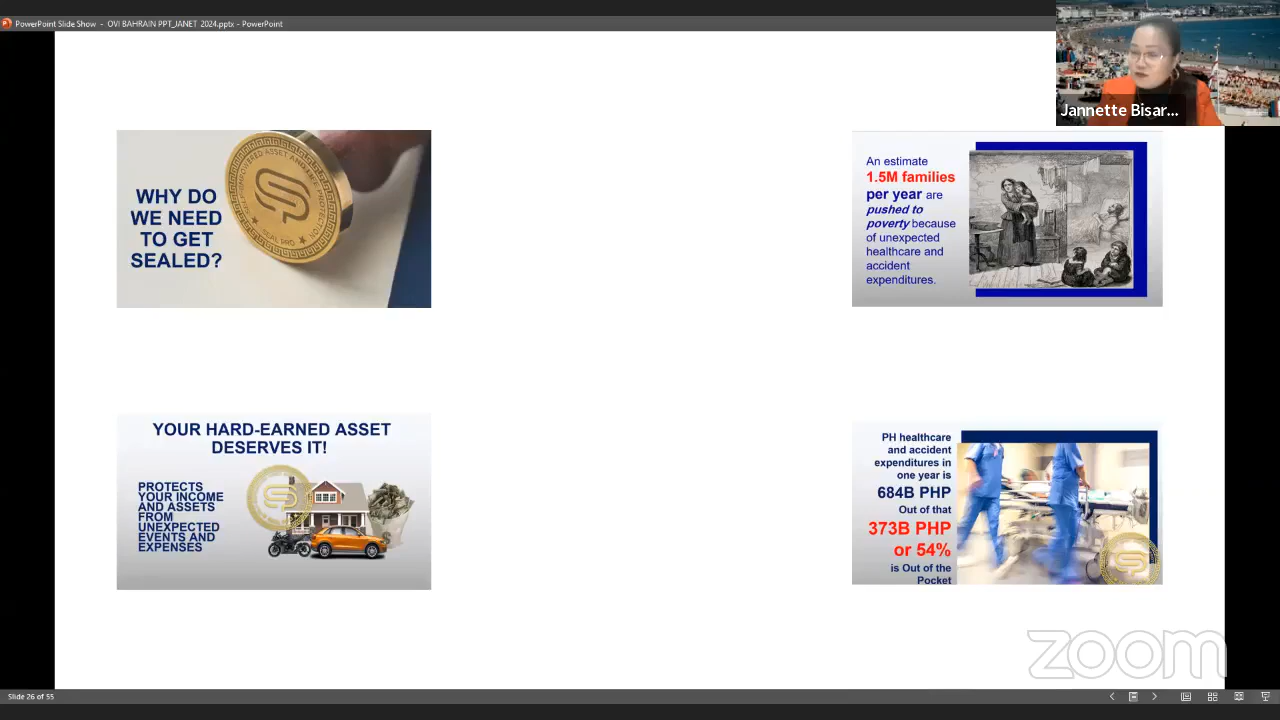 PowerPoint Slide Show - OVI BAHRAIN PPT_JANET 2024.pptx - PowerPoint
Jannette Bisar...
WHY DO
WE NEED
TO GET
SEALED?
SEAL PRO
An estimate
1.5M families
per year are
pushed to
poverty because
of unexpected
healthcare and
accident
expenditures.
YOUR HARD-EARNED ASSET
DESERVES IT!
PROTECTS
YOUR INCOME
AND ASSETS
FROM
UNEXPECTED
EVENTS AND
EXPENSES
PH healthcare
and accident
expenditures in
one year is
684B PHP
Out of that
373B PHP
or 54%
is Out of the
Pocket
zoom
Slide 26 of 55